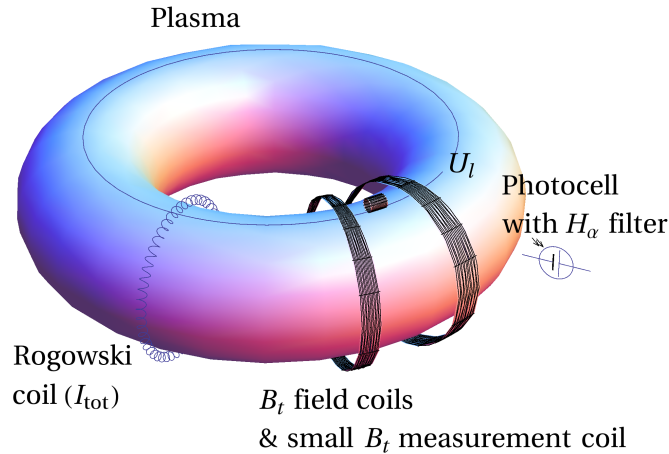 Plasma
U_l
Photocell
with H_α filter
Rogowski
coil (I_tot)
B_t field coils
& small B_t measurement coil